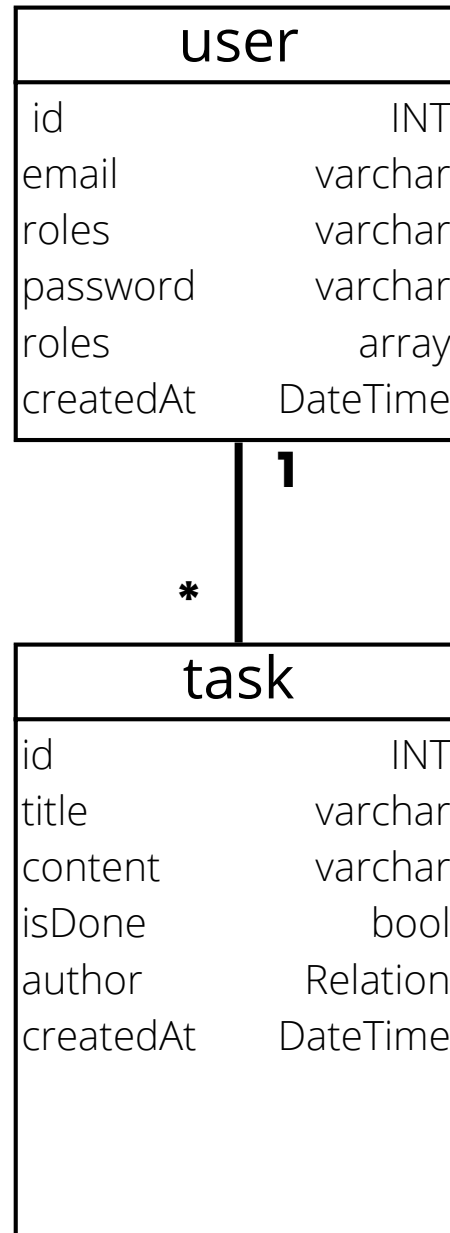 user
id INT
email varchar
roles varchar
password varchar
roles array
createdAt DateTime
1
*
task
id INT
title varchar
content varchar
isDone bool
author Relation
createdAt DateTime